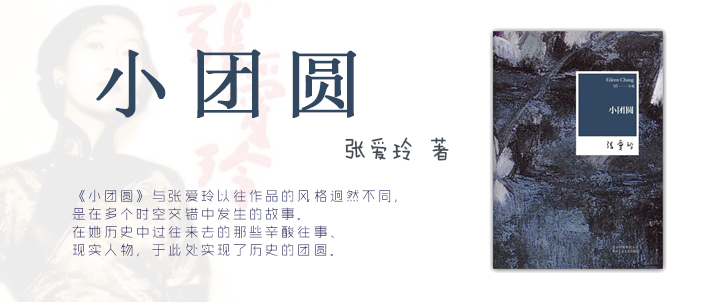 小团圆
张爱玲
张爱玲 著
《小团圆》与张爱玲以往作品的风格迥然不同，
是在多个时空交错中发生的故事。
在她历史中过往来去的那些辛酸往事、
现实人物，于此处实现了历史的团圆。
Eileen Chang
小团圆
张爱玲